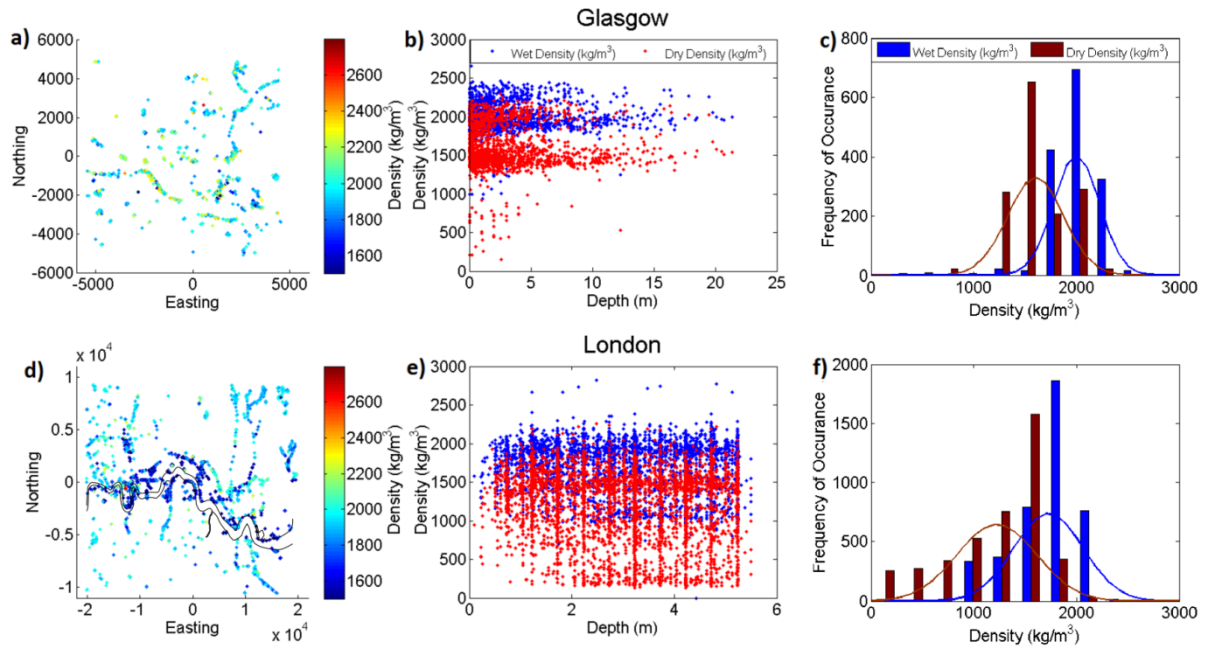 Glasgow
a)
6000
4000
2000
0
-2000
-4000
-6000
Northing
-5000 0 5000
Easting
2600
2400
2200
2000
1800
1600
Density (kg/m³)
b)
Wet Density (kg/m³) Dry Density (kg/m³)
3000
2500
2000
1500
1000
500
0
Density (kg/m³)
0 5 10 15 20 25
Depth (m)
c)
Wet Density (kg/m³) Dry Density (kg/m³)
800
600
400
200
0
Frequency of Occurance
0 1000 2000 3000
Density (kg/m³)
London
d)
x 10⁴
1
0.5
0
-0.5
-1
Northing
-2 -1 0 1 2
x 10⁴
Easting
2600
2400
2200
2000
1800
1600
Density (kg/m³)
e)
3000
2500
2000
1500
1000
500
0
Density (kg/m³)
0 2 4 6
Depth (m)
f)
2000
1500
1000
500
0
Frequency of Occurance
0 1000 2000 3000
Density (kg/m³)